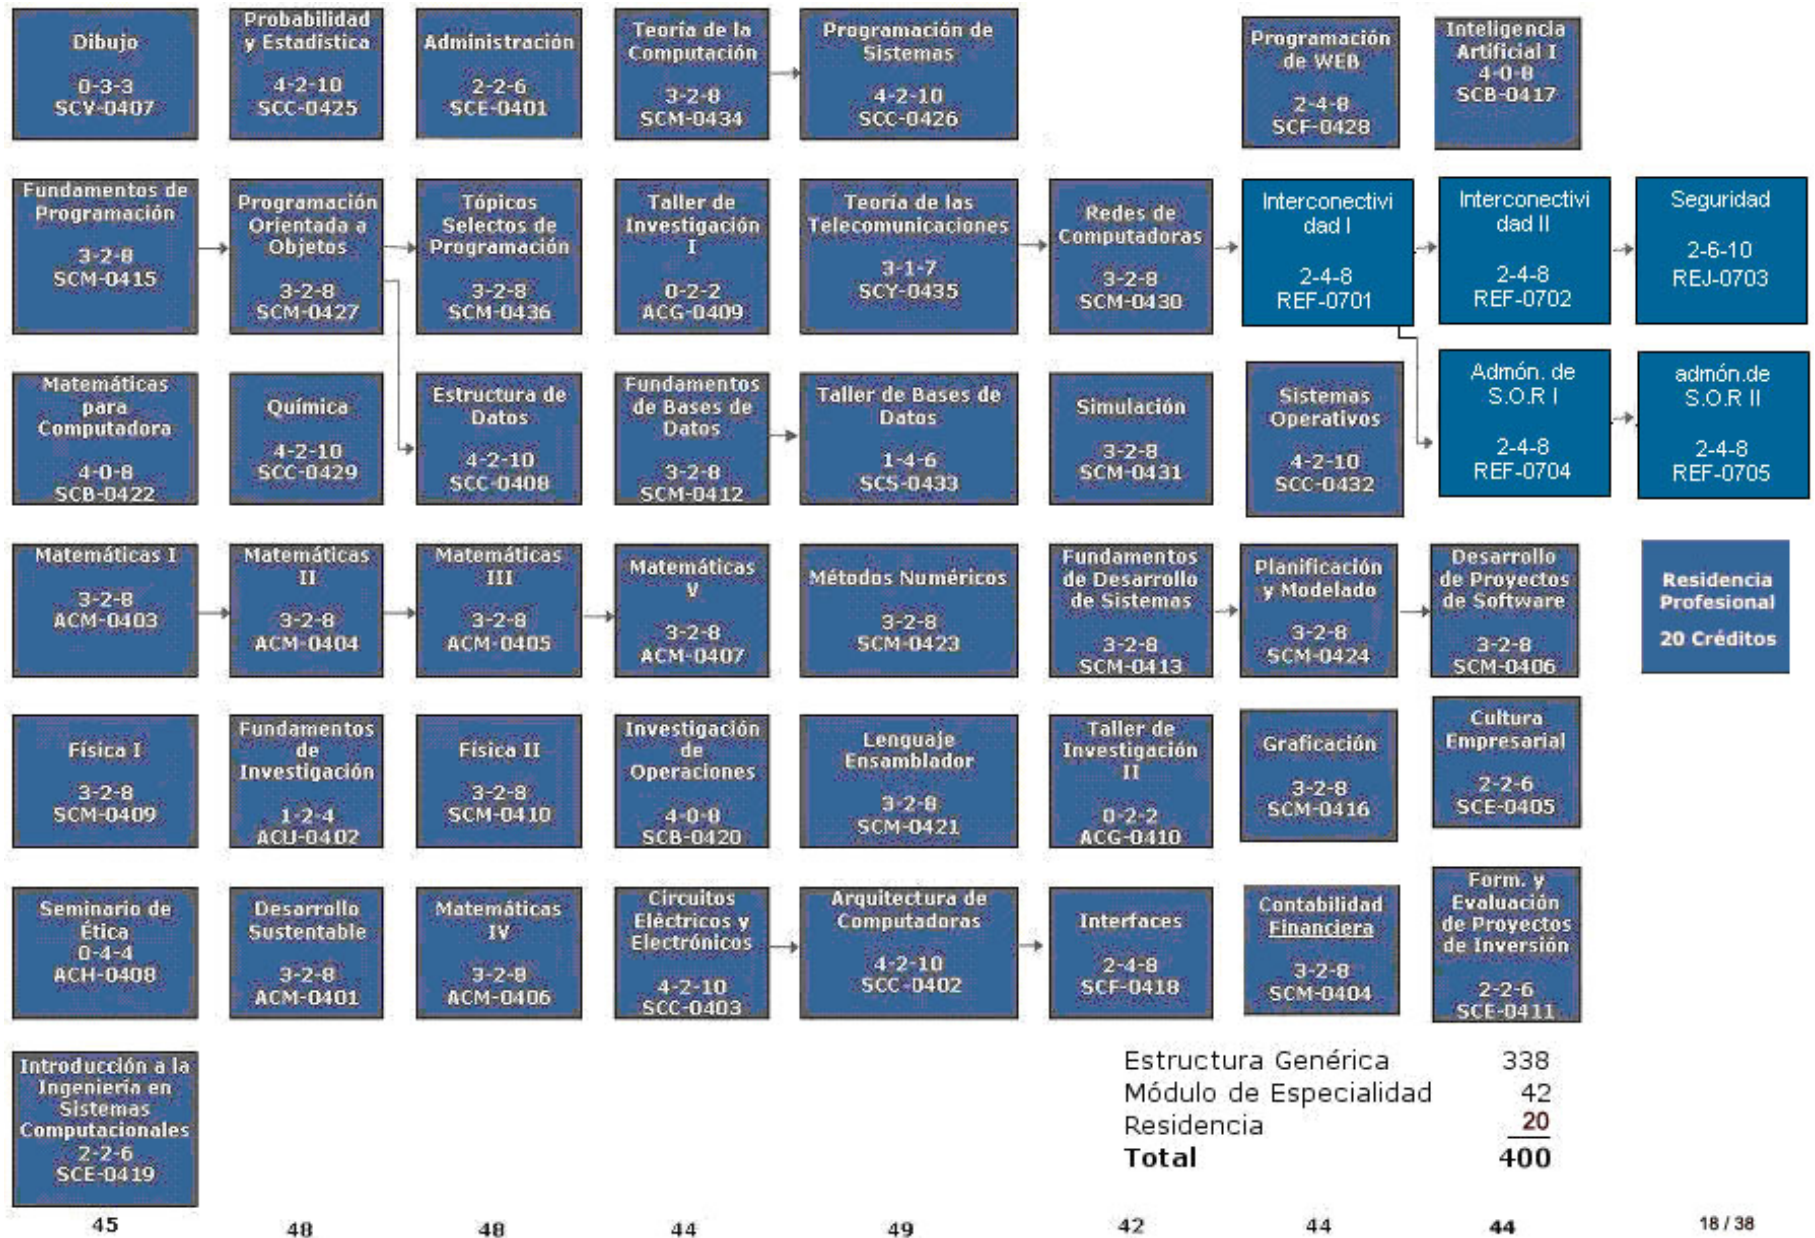 Dibujo
0-3-3
SCV-0407
Probabilidad
y Estadística
4-2-10
SCC-0425
Administración
2-2-6
SCE-0401
Teoría de la
Computación
3-2-8
SCM-0434
Programación de
Sistemas
4-2-10
SCC-0426
Programación
de WEB
2-4-8
SCF-0428
Inteligencia
Artificial I
4-0-8
SCB-0417
Fundamentos de
Programación
3-2-8
SCM-0415
Programación
Orientada a
Objetos
3-2-8
SCM-0427
Tópicos
Selectos de
Programación
3-2-8
SCM-0436
Taller de
Investigación
I
0-2-2
ACG-0409
Teoría de las
Telecomunicaciones
3-1-7
SCY-0435
Redes de
Computadoras
3-2-8
SCM-0430
Interconectivi
dad I
2-4-8
REF-0701
Interconectivi
dad II
2-4-8
REF-0702
Seguridad
2-6-10
REJ-0703
Matemáticas
para
Computadora
4-0-8
SCB-0422
Química
4-2-10
SCC-0429
Estructura de
Datos
4-2-10
SCC-0408
Fundamentos
de Bases de
Datos
3-2-8
SCM-0412
Taller de Bases de
Datos
1-4-6
SCS-0433
Simulación
3-2-8
SCM-0431
Sistemas
Operativos
4-2-10
SCC-0432
Admón. de
S.O.R I
2-4-8
REF-0704
admón.de
S.O.R II
2-4-8
REF-0705
Matemáticas I
3-2-8
ACM-0403
Matemáticas
II
3-2-8
ACM-0404
Matemáticas
III
3-2-8
ACM-0405
Matemáticas
V
3-2-8
ACM-0407
Métodos Numéricos
3-2-8
SCM-0423
Fundamentos
de Desarrollo
de Sistemas
3-2-8
SCM-0413
Planificación
y Modelado
3-2-8
SCM-0424
Desarrollo
de Proyectos
de Software
3-2-8
SCM-0406
Residencia
Profesional
20 Créditos
Física I
3-2-8
SCM-0409
Fundamentos
de
Investigación
1-2-4
ACU-0402
Física II
3-2-8
SCM-0410
Investigación
de
Operaciones
4-0-8
SCB-0420
Lenguaje
Ensamblador
3-2-8
SCM-0421
Taller de
Investigación
II
0-2-2
ACG-0410
Graficación
3-2-8
SCM-0416
Cultura
Empresarial
2-2-6
SCE-0405
Seminario de
Ética
0-4-4
ACH-0408
Desarrollo
Sustentable
3-2-8
ACM-0401
Matemáticas
IV
3-2-8
ACM-0406
Circuitos
Eléctricos y
Electrónicos
4-2-10
SCC-0403
Arquitectura de
Computadoras
4-2-10
SCC-0402
Interfaces
2-4-8
SCF-0418
Contabilidad
Financiera
3-2-8
SCM-0404
Form. y
Evaluación
de Proyectos
de Inversión
2-2-6
SCE-0411
Introducción a la
Ingeniería en
Sistemas
Computacionales
2-2-6
SCE-0419
Estructura Genérica 338
Módulo de Especialidad 42
Residencia 20
Total 400
45 48 48 44 49 42 44 44 18 / 38